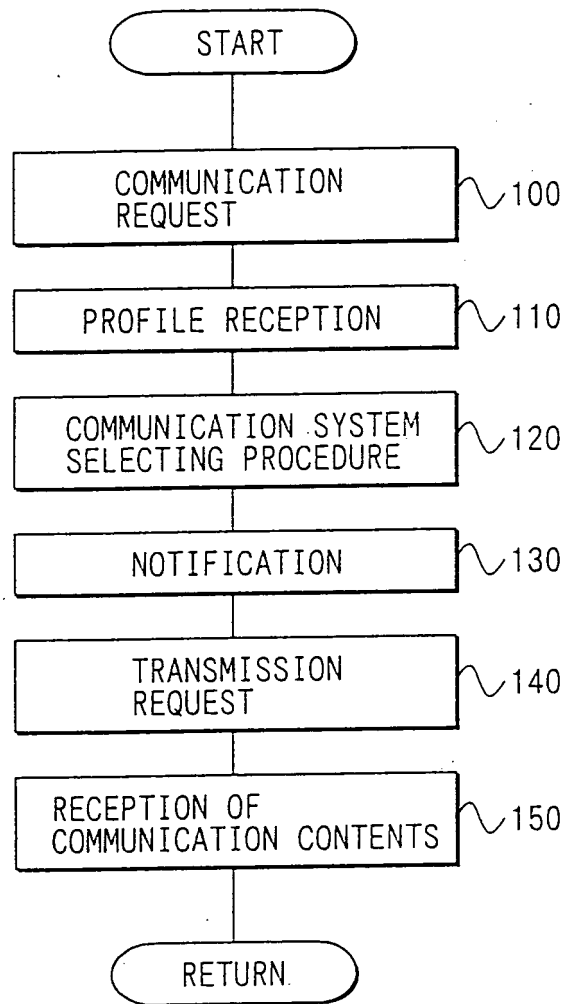 START
COMMUNICATION
REQUEST
100
PROFILE RECEPTION
110
COMMUNICATION SYSTEM
SELECTING PROCEDURE
120
NOTIFICATION
130
TRANSMISSION
REQUEST
140
RECEPTION OF
COMMUNICATION CONTENTS
150
RETURN